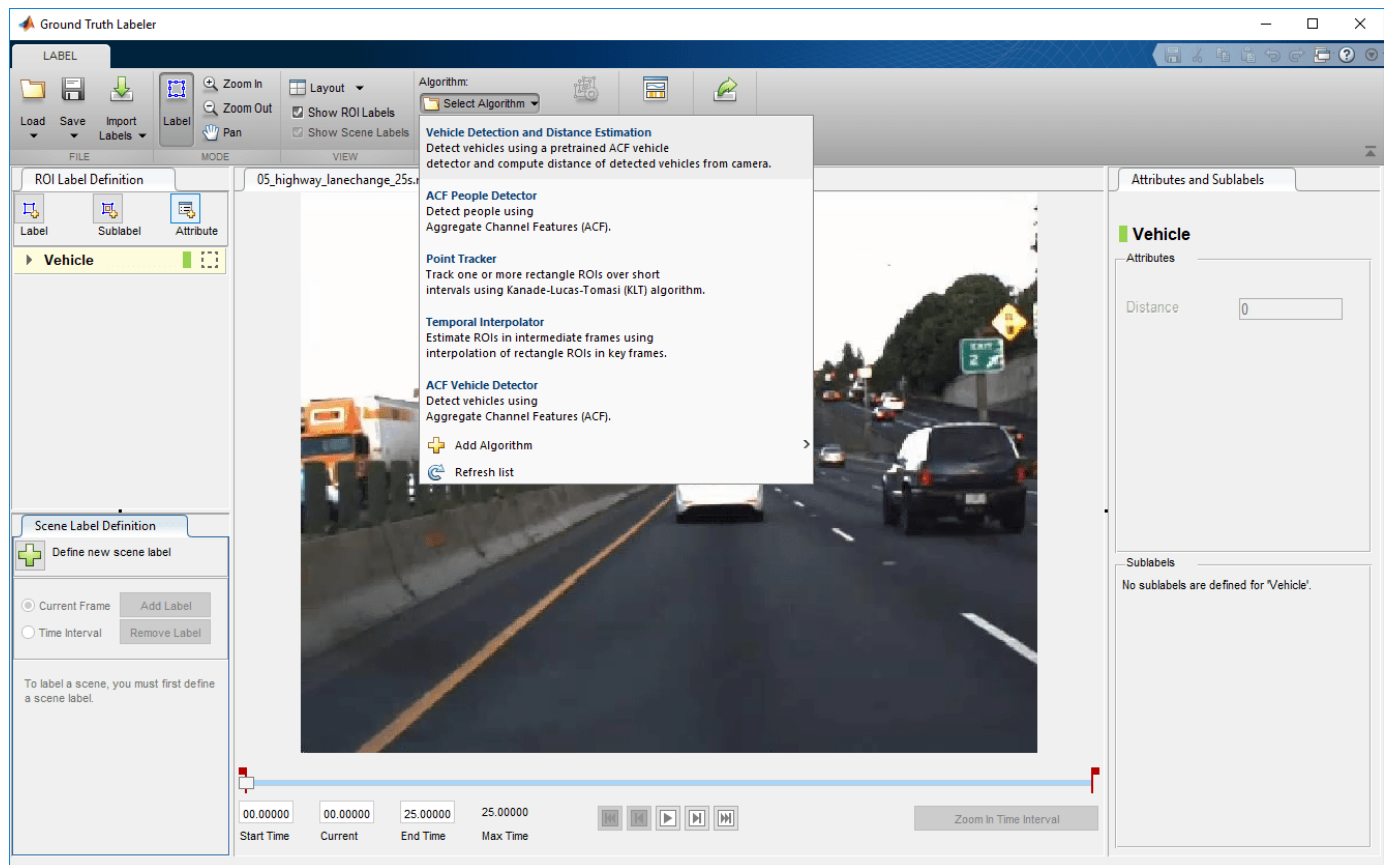 Ground Truth Labeler
LABEL
Load
Save
Import
Labels
Label
Zoom In
Zoom Out
Pan
Layout
Show ROI Labels
Show Scene Labels
Algorithm:
Select Algorithm
FILE
MODE
VIEW
Vehicle Detection and Distance Estimation
Detect vehicles using a pretrained ACF vehicle
detector and compute distance of detected vehicles from camera.
ACF People Detector
Detect people using
Aggregate Channel Features (ACF).
Point Tracker
Track one or more rectangle ROIs over short
intervals using Kanade-Lucas-Tomasi (KLT) algorithm.
Temporal Interpolator
Estimate ROIs in intermediate frames using
interpolation of rectangle ROIs in key frames.
ACF Vehicle Detector
Detect vehicles using
Aggregate Channel Features (ACF).
Add Algorithm
Refresh list
ROI Label Definition
Label
Sublabel
Attribute
Vehicle
05_highway_lanechange_25s.
EXIT
2
Scene Label Definition
Define new scene label
Current Frame
Add Label
Time Interval
Remove Label
To label a scene, you must first define
a scene label.
00.00000
00.00000
25.00000
25.00000
Start Time
Current
End Time
Max Time
Zoom In Time Interval
Attributes and Sublabels
Vehicle
Attributes
Distance
0
Sublabels
No sublabels are defined for 'Vehicle'.